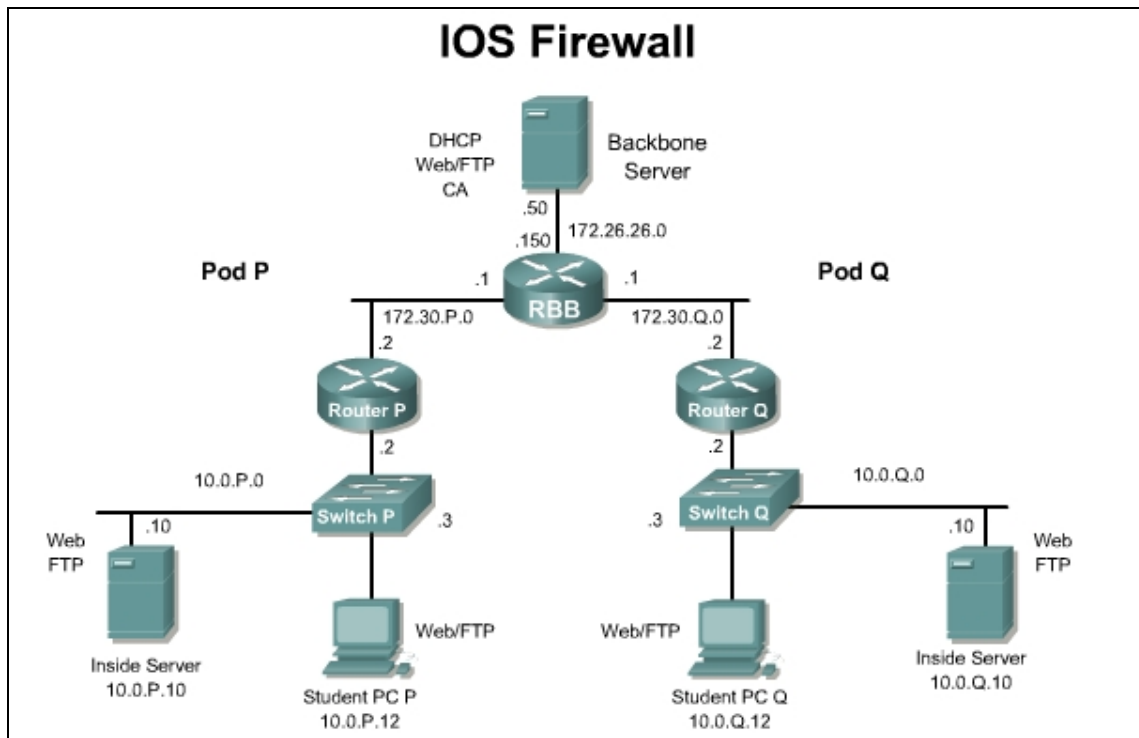 IOS Firewall
DHCP
Web/FTP
CA
Backbone
Server
.50
172.26.26.0
.150
Pod P
Pod Q
.1
.1
RBB
172.30.P.0
172.30.Q.0
.2
.2
Router P
Router Q
.2
.2
10.0.P.0
10.0.Q.0
Switch P
.3
.3
Switch Q
.10
.10
Web
FTP
Web
FTP
Web/FTP
Web/FTP
Inside Server
10.0.P.10
Student PC P
10.0.P.12
Student PC Q
10.0.Q.12
Inside Server
10.0.Q.10